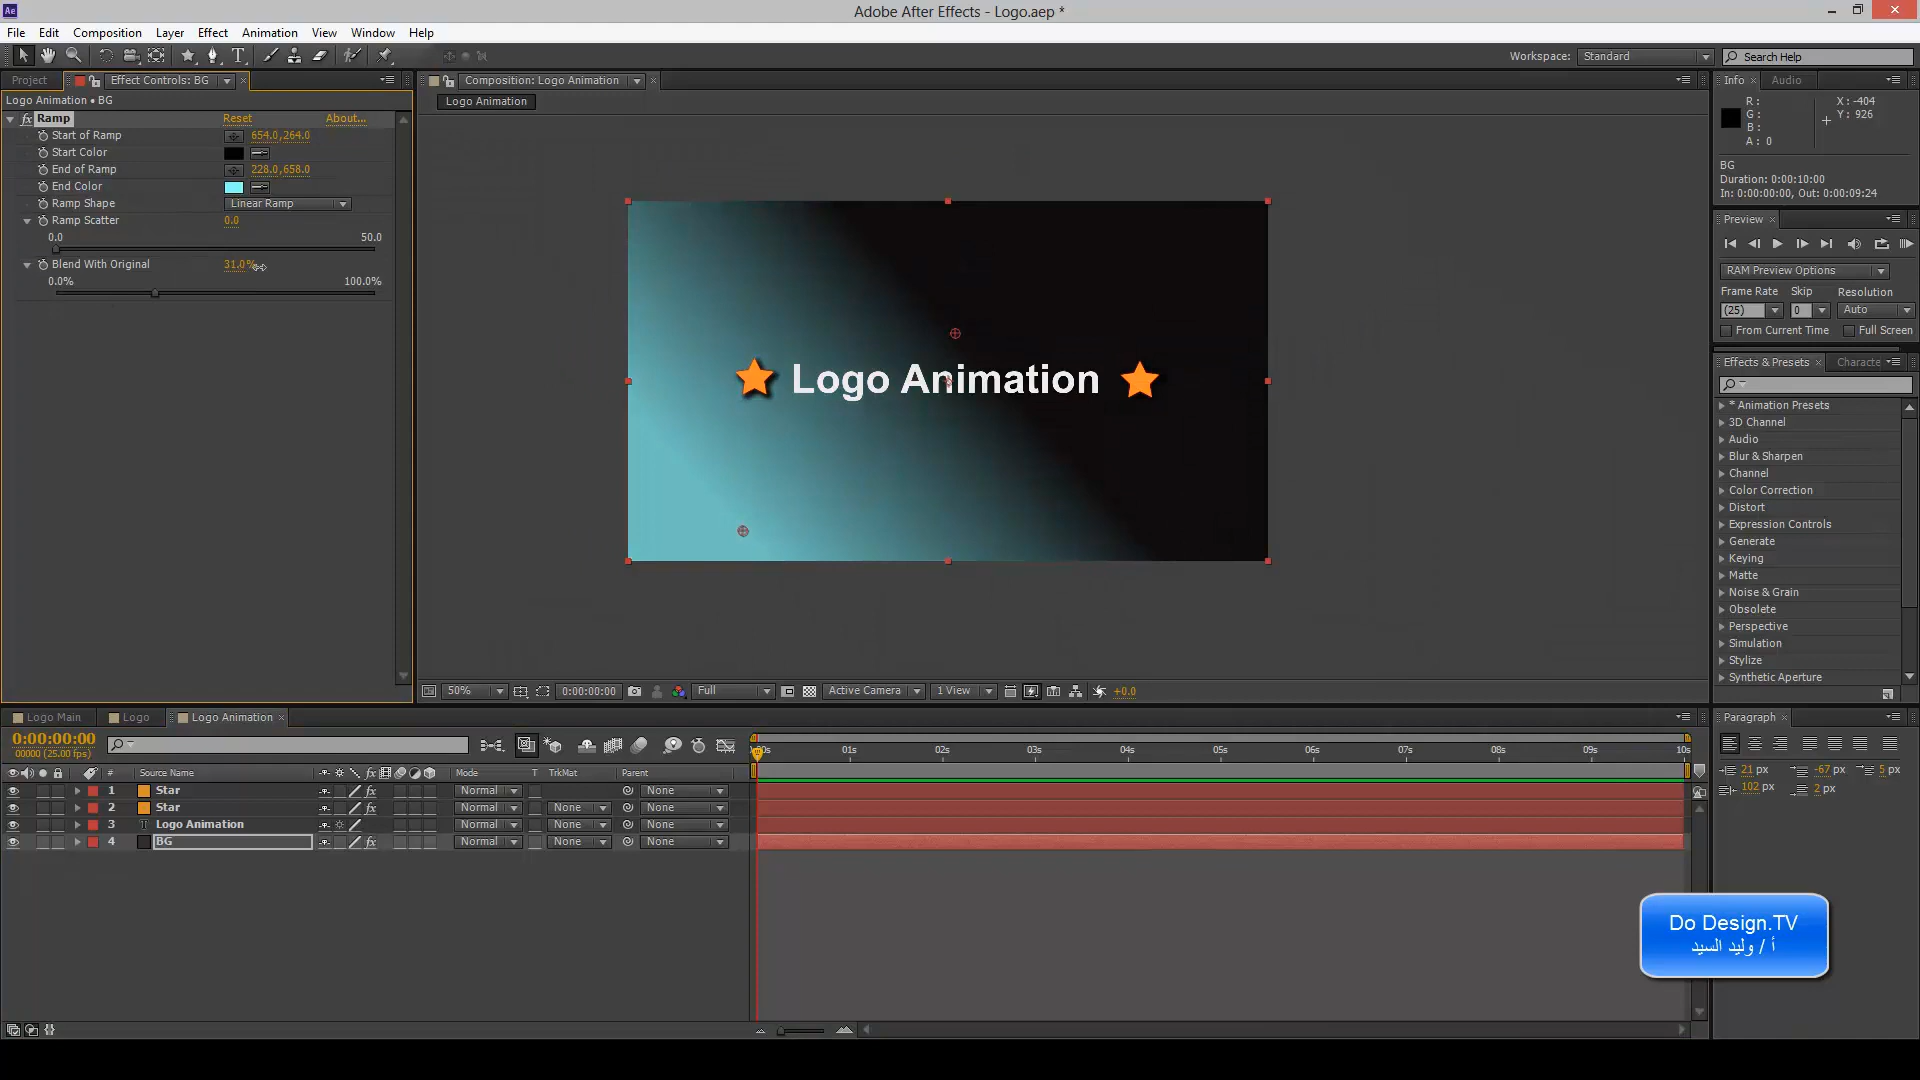 Adobe After Effects - Logo.aep *
File Edit Composition Layer Effect Animation View Window Help
Workspace: Standard Search Help
Project Effect Controls: BG
Composition: Logo Animation
Info Audio
Logo Animation • BG
Logo Animation
Ramp Reset About...
Start of Ramp 654.0,264.0
Start Color
End of Ramp 228.0,658.0
End Color
Ramp Shape Linear Ramp
Ramp Scatter 0.0
0.0 50.0
Blend With Original 31.0%
0.0% 100.0%
R: X: -404
G: Y: 926
B:
A: 0
BG
Duration: 0:00:10:00
In: 0:00:00:00, Out: 0:00:09:24
Preview
RAM Preview Options
Frame Rate Skip Resolution
(25) 0 Auto
From Current Time Full Screen
Effects & Presets Characte
* Animation Presets
3D Channel
Audio
Blur & Sharpen
Channel
Color Correction
Distort
Expression Controls
Generate
Keying
Matte
Noise & Grain
Obsolete
Perspective
Simulation
Stylize
Synthetic Aperture
Logo Animation
50% 0:00:00:00 Full Active Camera 1 View +0.0
Logo Main Logo Logo Animation
0:00:00:00
00000 (25.00 fps)
# Source Name Mode T TrkMat Parent
1 Star Normal None
2 Star Normal None None
3 T Logo Animation Normal None None
4 BG Normal None None
01s 02s 03s 04s 05s 06s 07s 08s 09s 10s
Paragraph
21 px -67 px 5 px
102 px 2 px
Do Design.TV
أ / وليد السيد